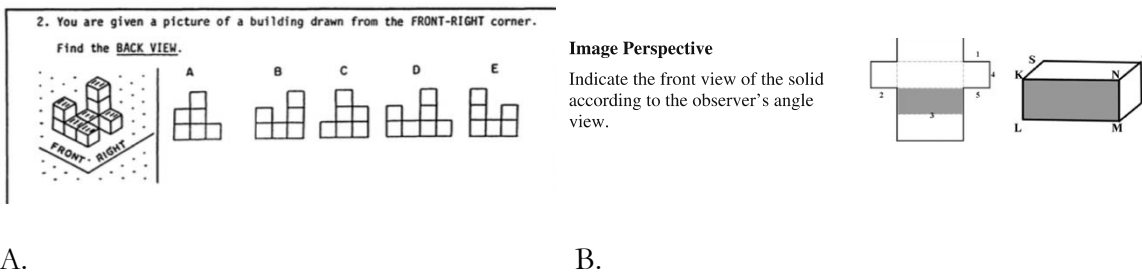 2. You are given a picture of a building drawn from the FRONT-RIGHT corner.
Find the BACK VIEW.
A B C D E
FRONT - RIGHT
Image Perspective
Indicate the front view of the solid
according to the observer's angle
view.
1
4
2 5
3
S
K N
L M
A. B.